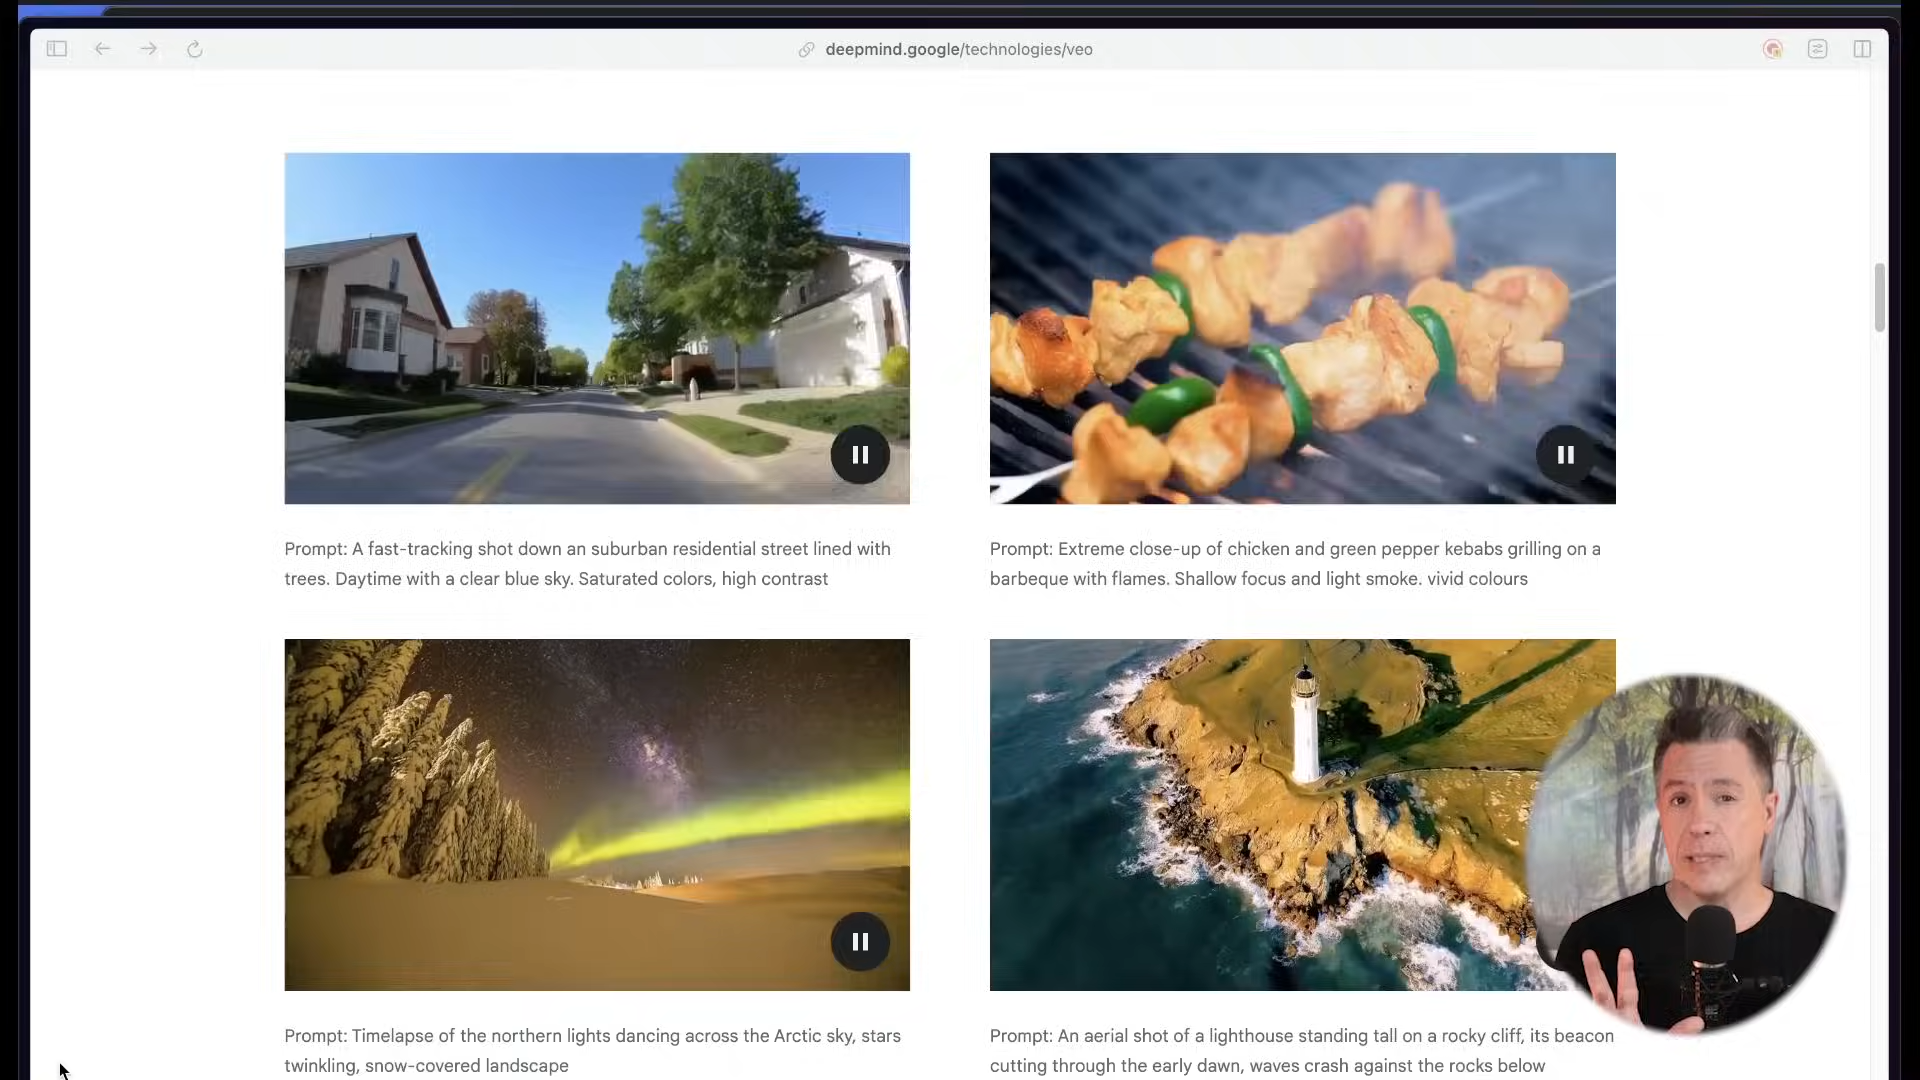 deepmind.google/technologies/veo
Prompt: A fast-tracking shot down an suburban residential street lined with
trees. Daytime with a clear blue sky. Saturated colors, high contrast
Prompt: Extreme close-up of chicken and green pepper kebabs grilling on a
barbeque with flames. Shallow focus and light smoke. vivid colours
Prompt: Timelapse of the northern lights dancing across the Arctic sky, stars
twinkling, snow-covered landscape
Prompt: An aerial shot of a lighthouse standing tall on a rocky cliff, its beacon
cutting through the early dawn, waves crash against the rocks below